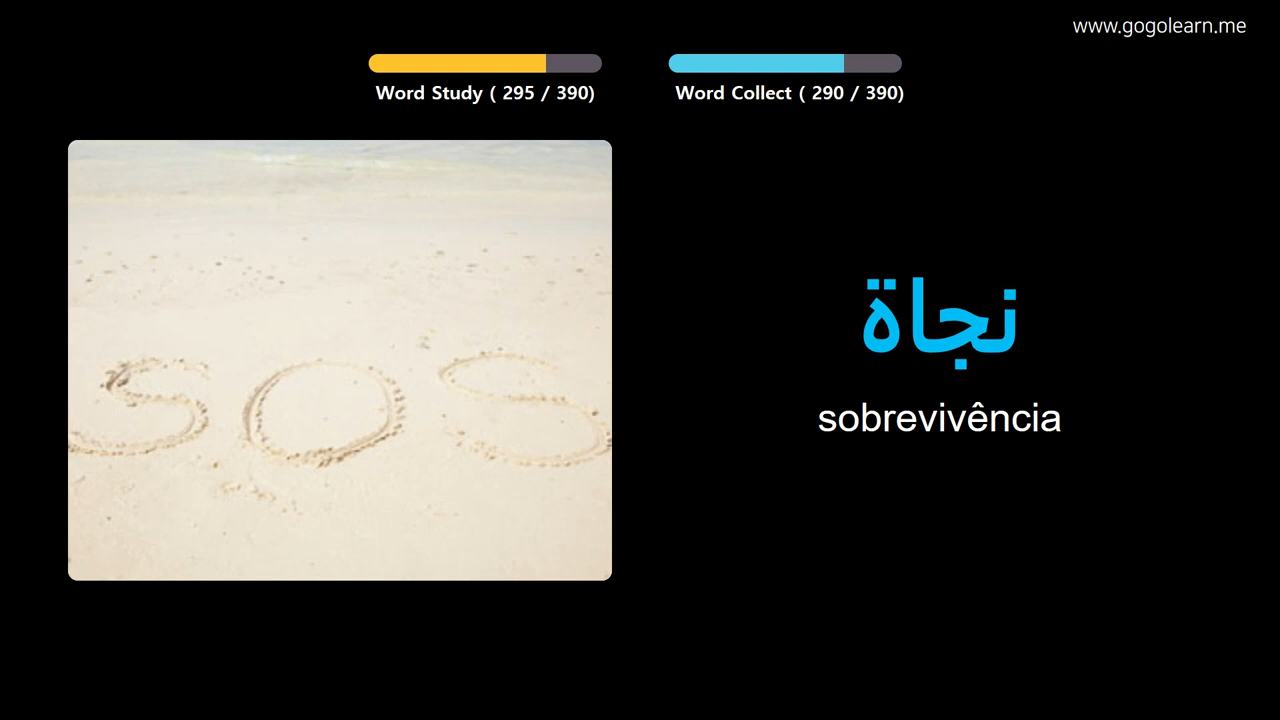 www.gogolearn.me
Word Study ( 295 / 390)
Word Collect ( 290 / 390)
SOS
نجاة
sobrevivência